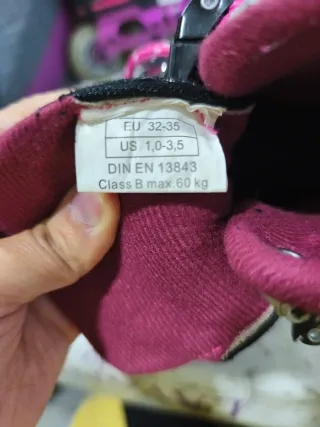 EU 32-35
US 1,0-3,5
DIN EN 13843
Class B max.60 kg